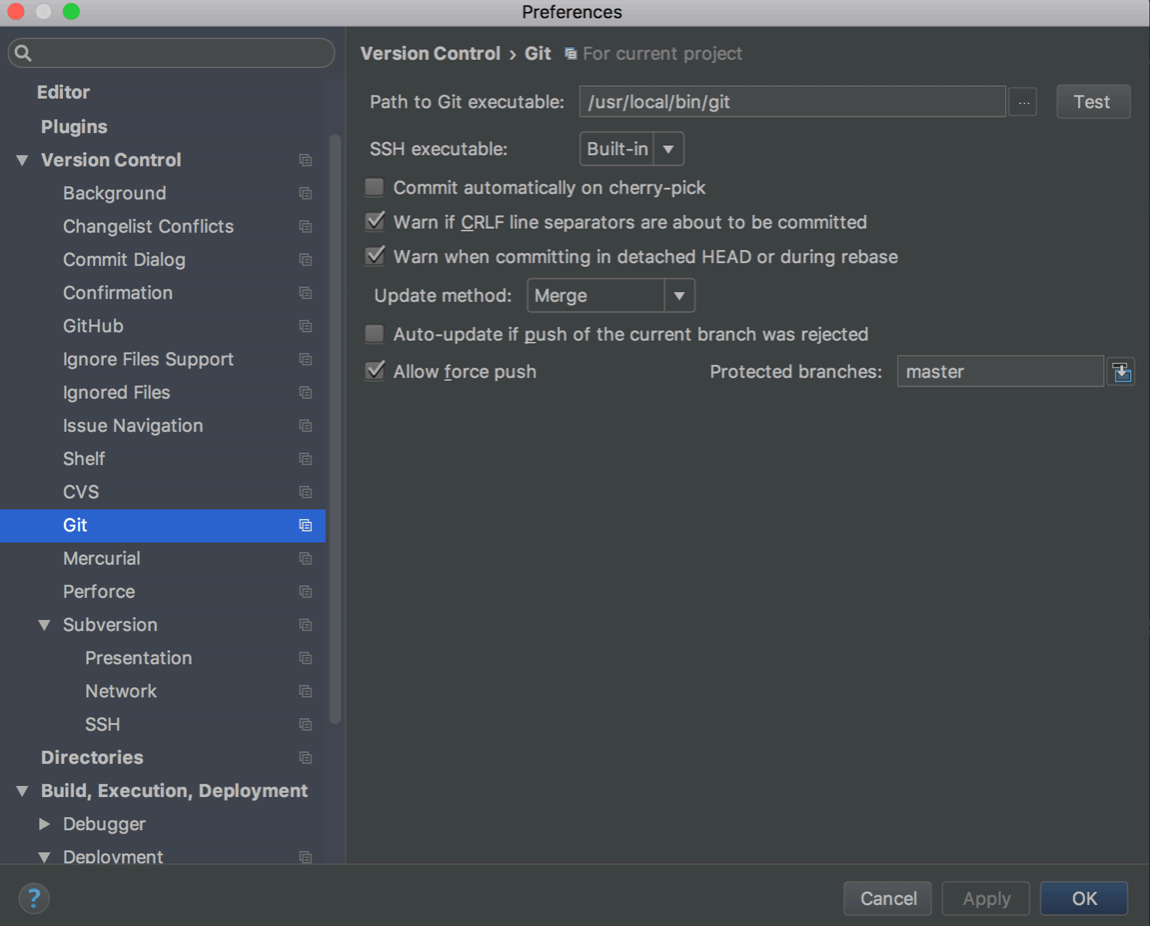 Preferences
Editor
Plugins
Version Control
Background
Changelist Conflicts
Commit Dialog
Confirmation
GitHub
Ignore Files Support
Ignored Files
Issue Navigation
Shelf
CVS
Git
Mercurial
Perforce
Subversion
Presentation
Network
SSH
Directories
Build, Execution, Deployment
Debugger
Deployment
Version Control › Git For current project
Path to Git executable: /usr/local/bin/git ... Test
SSH executable: Built-in
Commit automatically on cherry-pick
Warn if CRLF line separators are about to be committed
Warn when committing in detached HEAD or during rebase
Update method: Merge
Auto-update if push of the current branch was rejected
Allow force push Protected branches: master
? Cancel Apply OK